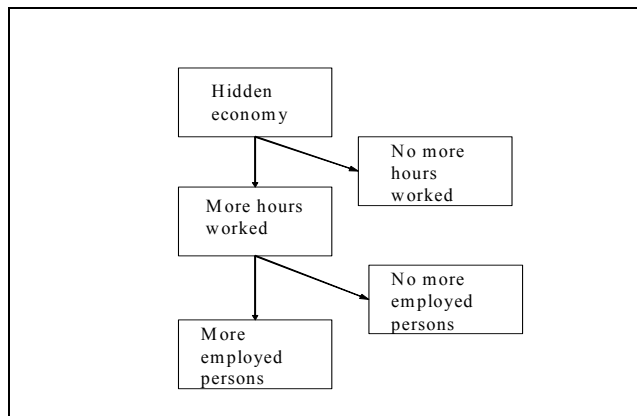 Hidden
economy
No more
hours
worked
More hours
worked
No more
employed
persons
More
employed
persons